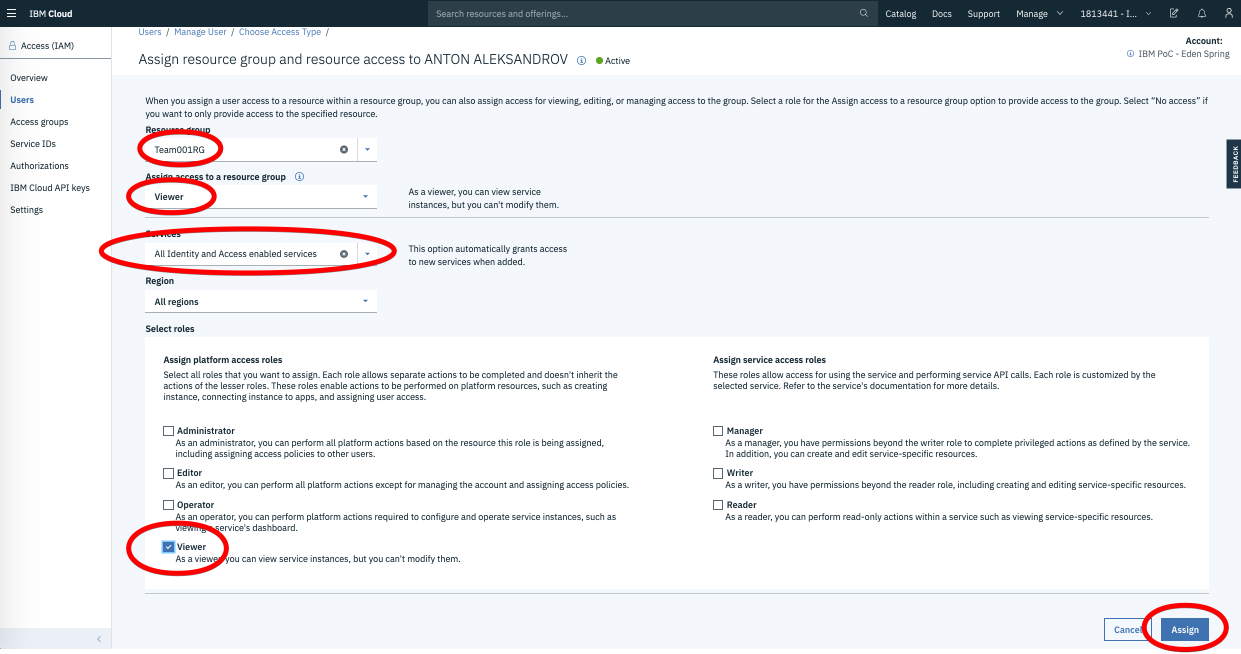 IBM Cloud
Search resources and offerings...
Catalog
Docs
Support
Manage
1813441 - I...
Access (IAM)
Overview
Users
Access groups
Service IDs
Authorizations
IBM Cloud API keys
Settings
Users / Manage User / Choose Access Type /
Assign resource group and resource access to ANTON ALEKSANDROV
Active
Account:
IBM PoC - Eden Spring
When you assign a user access to a resource within a resource group, you can also assign access for viewing, editing, or managing access to the group. Select a role for the Assign access to a resource group option to provide access to the group. Select “No access” if
you want to only provide access to the specified resource.
Resource group
Team001RG
Assign access to a resource group
Viewer
As a viewer, you can view service
instances, but you can't modify them.
Services
All Identity and Access enabled services
This option automatically grants access
to new services when added.
Region
All regions
Select roles
Assign platform access roles
Select all roles that you want to assign. Each role allows separate actions to be completed and doesn't inherit the
actions of the lesser roles. These roles enable actions to be performed on platform resources, such as creating
instance, connecting instance to apps, and assigning user access.
Administrator
As an administrator, you can perform all platform actions based on the resource this role is being assigned,
including assigning access policies to other users.
Editor
As an editor, you can perform all platform actions except for managing the account and assigning access policies.
Operator
As an operator, you can perform platform actions required to configure and operate service instances, such as
viewing a service's dashboard.
Viewer
As a viewer, you can view service instances, but you can't modify them.
Assign service access roles
These roles allow access for using the service and performing service API calls. Each role is customized by the
selected service. Refer to the service's documentation for more details.
Manager
As a manager, you have permissions beyond the writer role to complete privileged actions as defined by the service.
In addition, you can create and edit service-specific resources.
Writer
As a writer, you have permissions beyond the reader role, including creating and editing service-specific resources.
Reader
As a reader, you can perform read-only actions within a service such as viewing service-specific resources.
Cancel
Assign
FEEDBACK